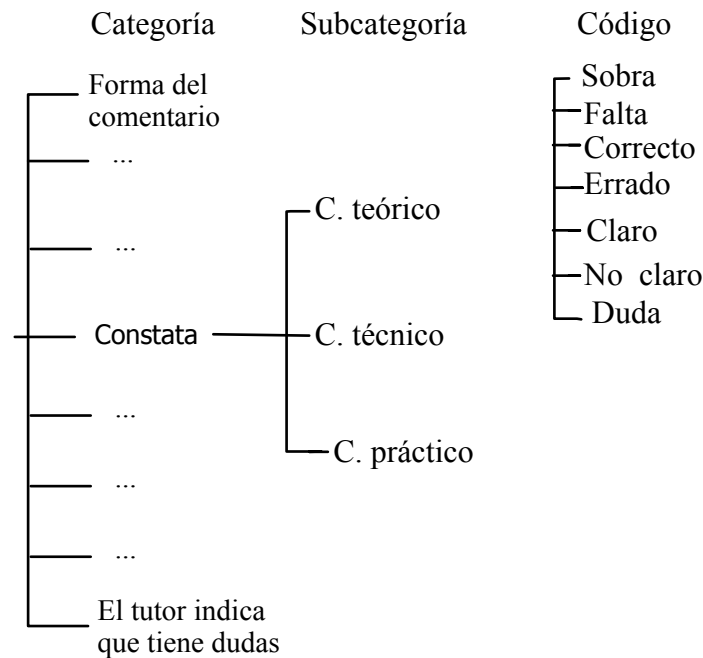 Categoría Subcategoría Código
Forma del
comentario
...
...
Constata
...
...
...
El tutor indica
que tiene dudas
C. teórico
C. técnico
C. práctico
Sobra
Falta
Correcto
Errado
Claro
No claro
Duda